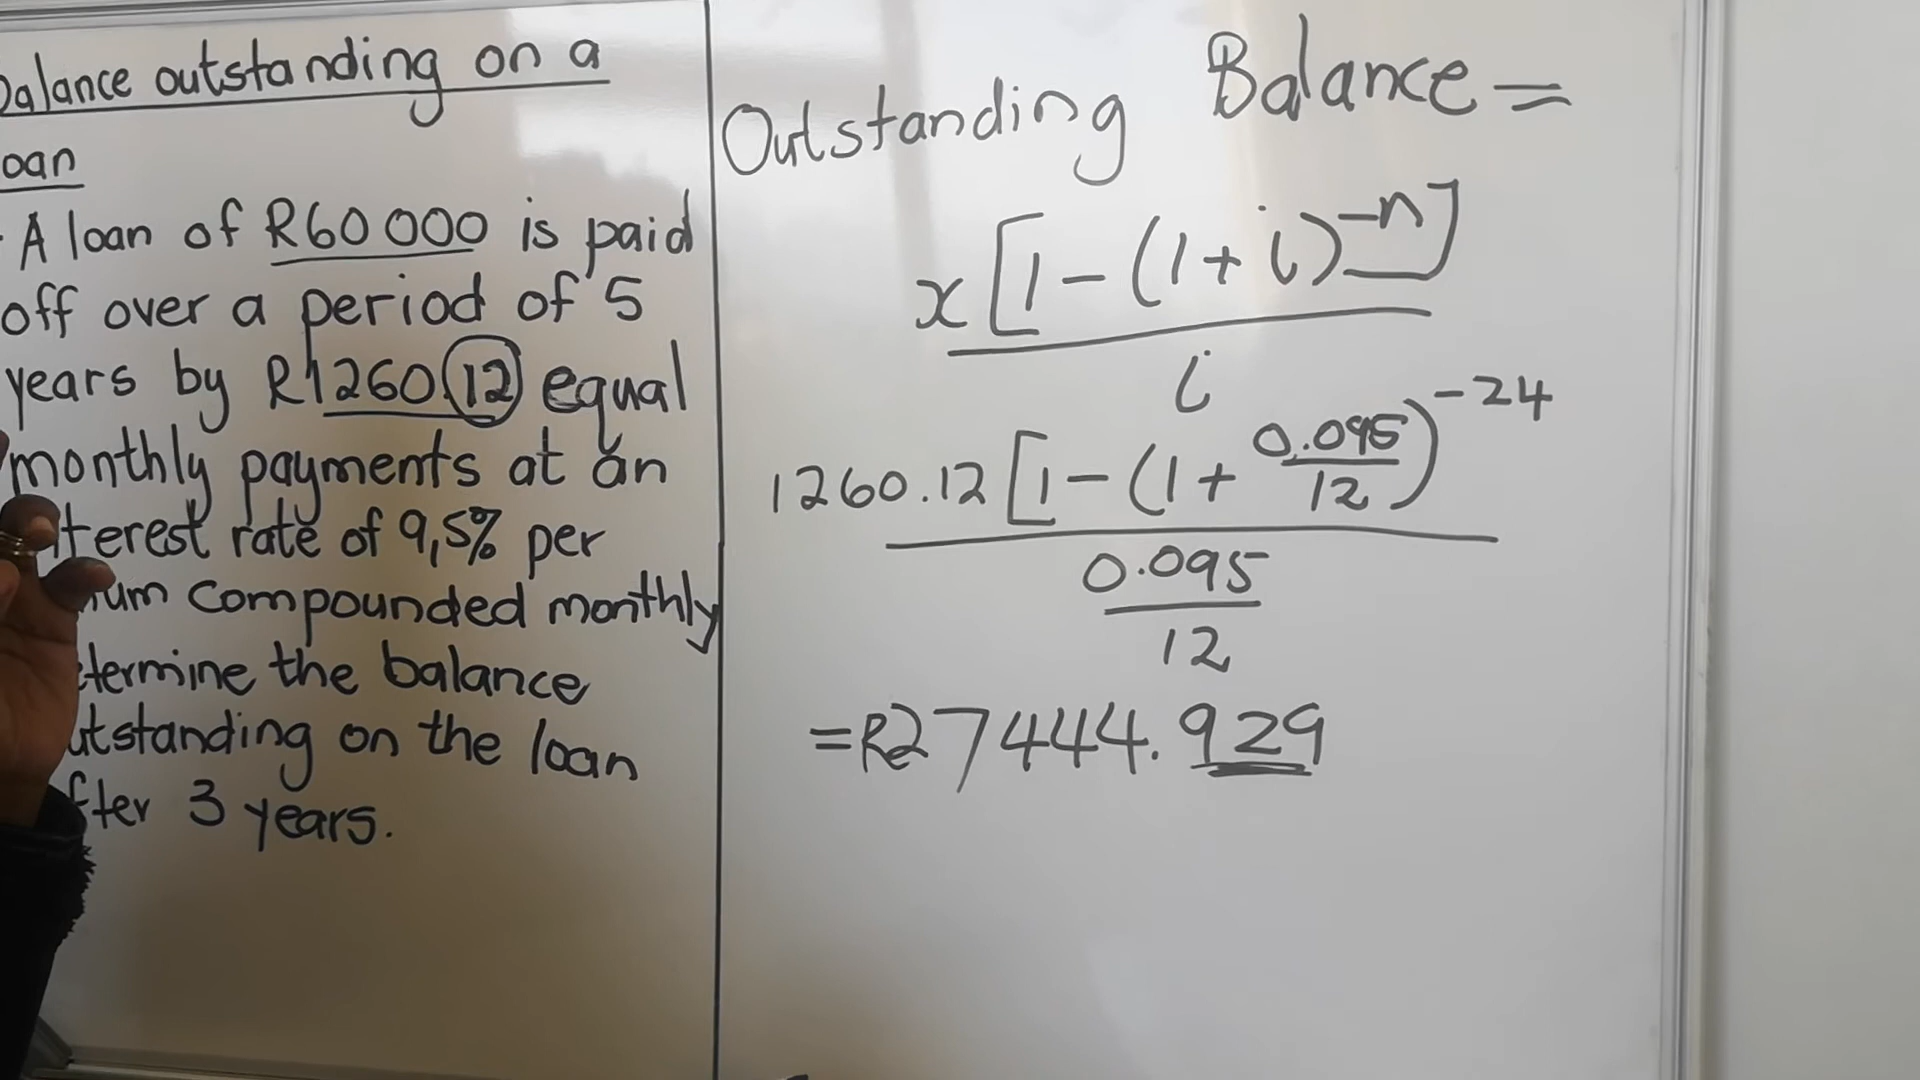 balance outstanding on a
oan
A loan of R60 000 is paid
off over a period of 5
years by R1260.12 equal
monthly payments at an
terest rate of 9,5% per
um compounded monthly
termine the balance
utstanding on the loan
fter 3 years.
Outstanding Balance =
x[1-(1+i)^-n]
i
1260.12 [1-(1+ 0.095/12)^-24
0.095
12
=R27444.929